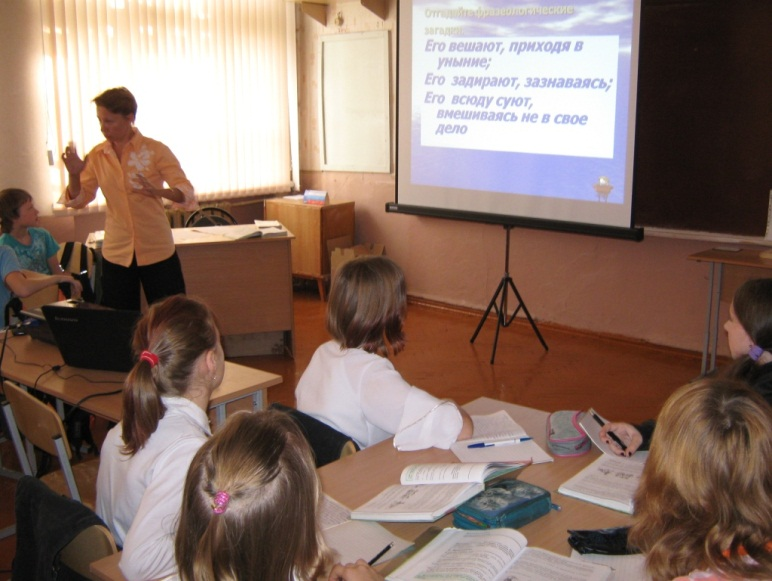 Отгадайте фразеологические
загадки
Его вешают, приходя в
уныние;
Его задирают, зазнаваясь;
Его всюду суют,
вмешиваясь не в свое
дело